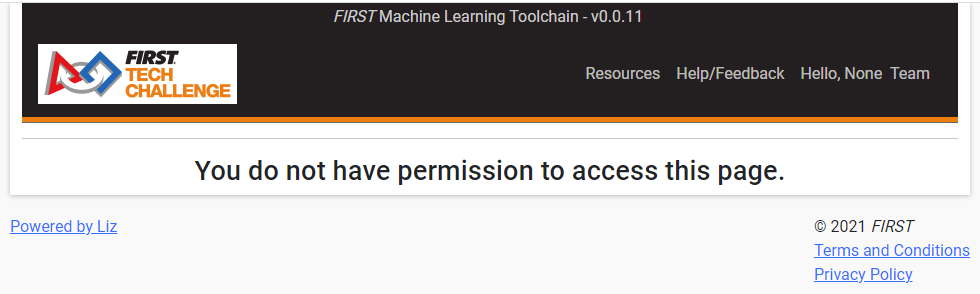 FIRST Machine Learning Toolchain - v0.0.11
FIRST
TECH
CHALLENGE
Resources Help/Feedback Hello, None Team
You do not have permission to access this page.
Powered by Liz
© 2021 FIRST
Terms and Conditions
Privacy Policy